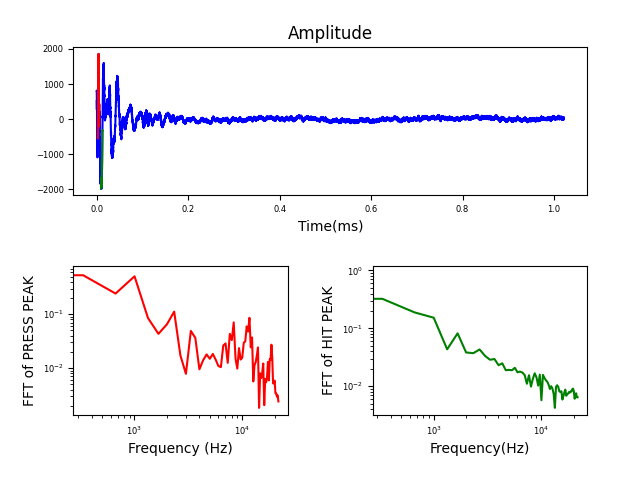 Amplitude
2000
1000
0
−1000
−2000
0.0 0.2 0.4 0.6 0.8 1.0
Time(ms)
FFT of PRESS PEAK
10⁻¹
10⁻²
10³ 10⁴
Frequency (Hz)
FFT of HIT PEAK
10⁰
10⁻¹
10⁻²
10³ 10⁴
Frequency(Hz)